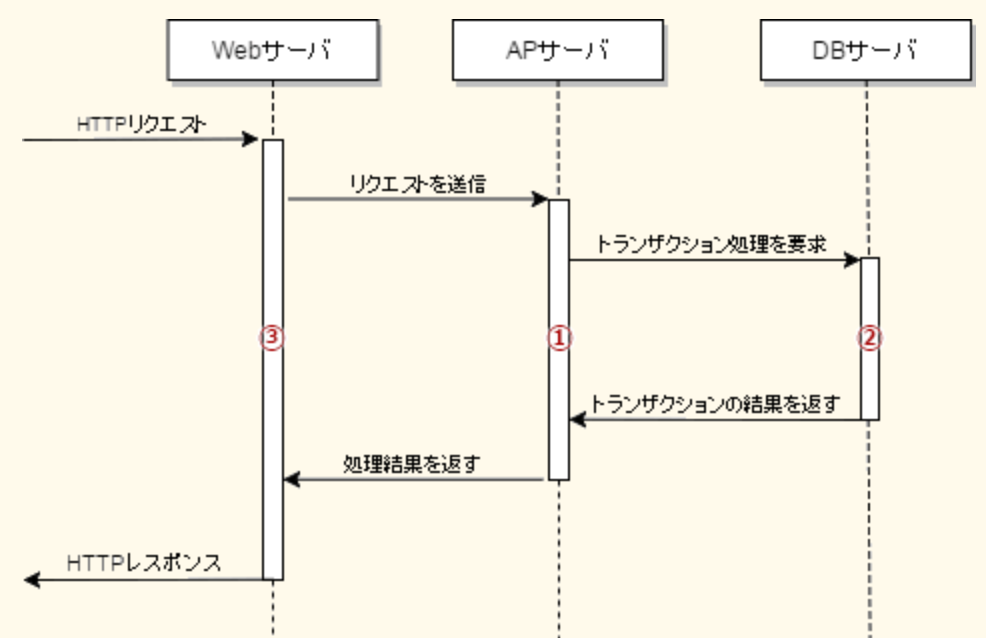 Webサーバ
APサーバ
DBサーバ
HTTPリクエスト
リクエストを送信
トランザクション処理を要求
③
①
②
トランザクションの結果を返す
処理結果を返す
HTTPレスポンス